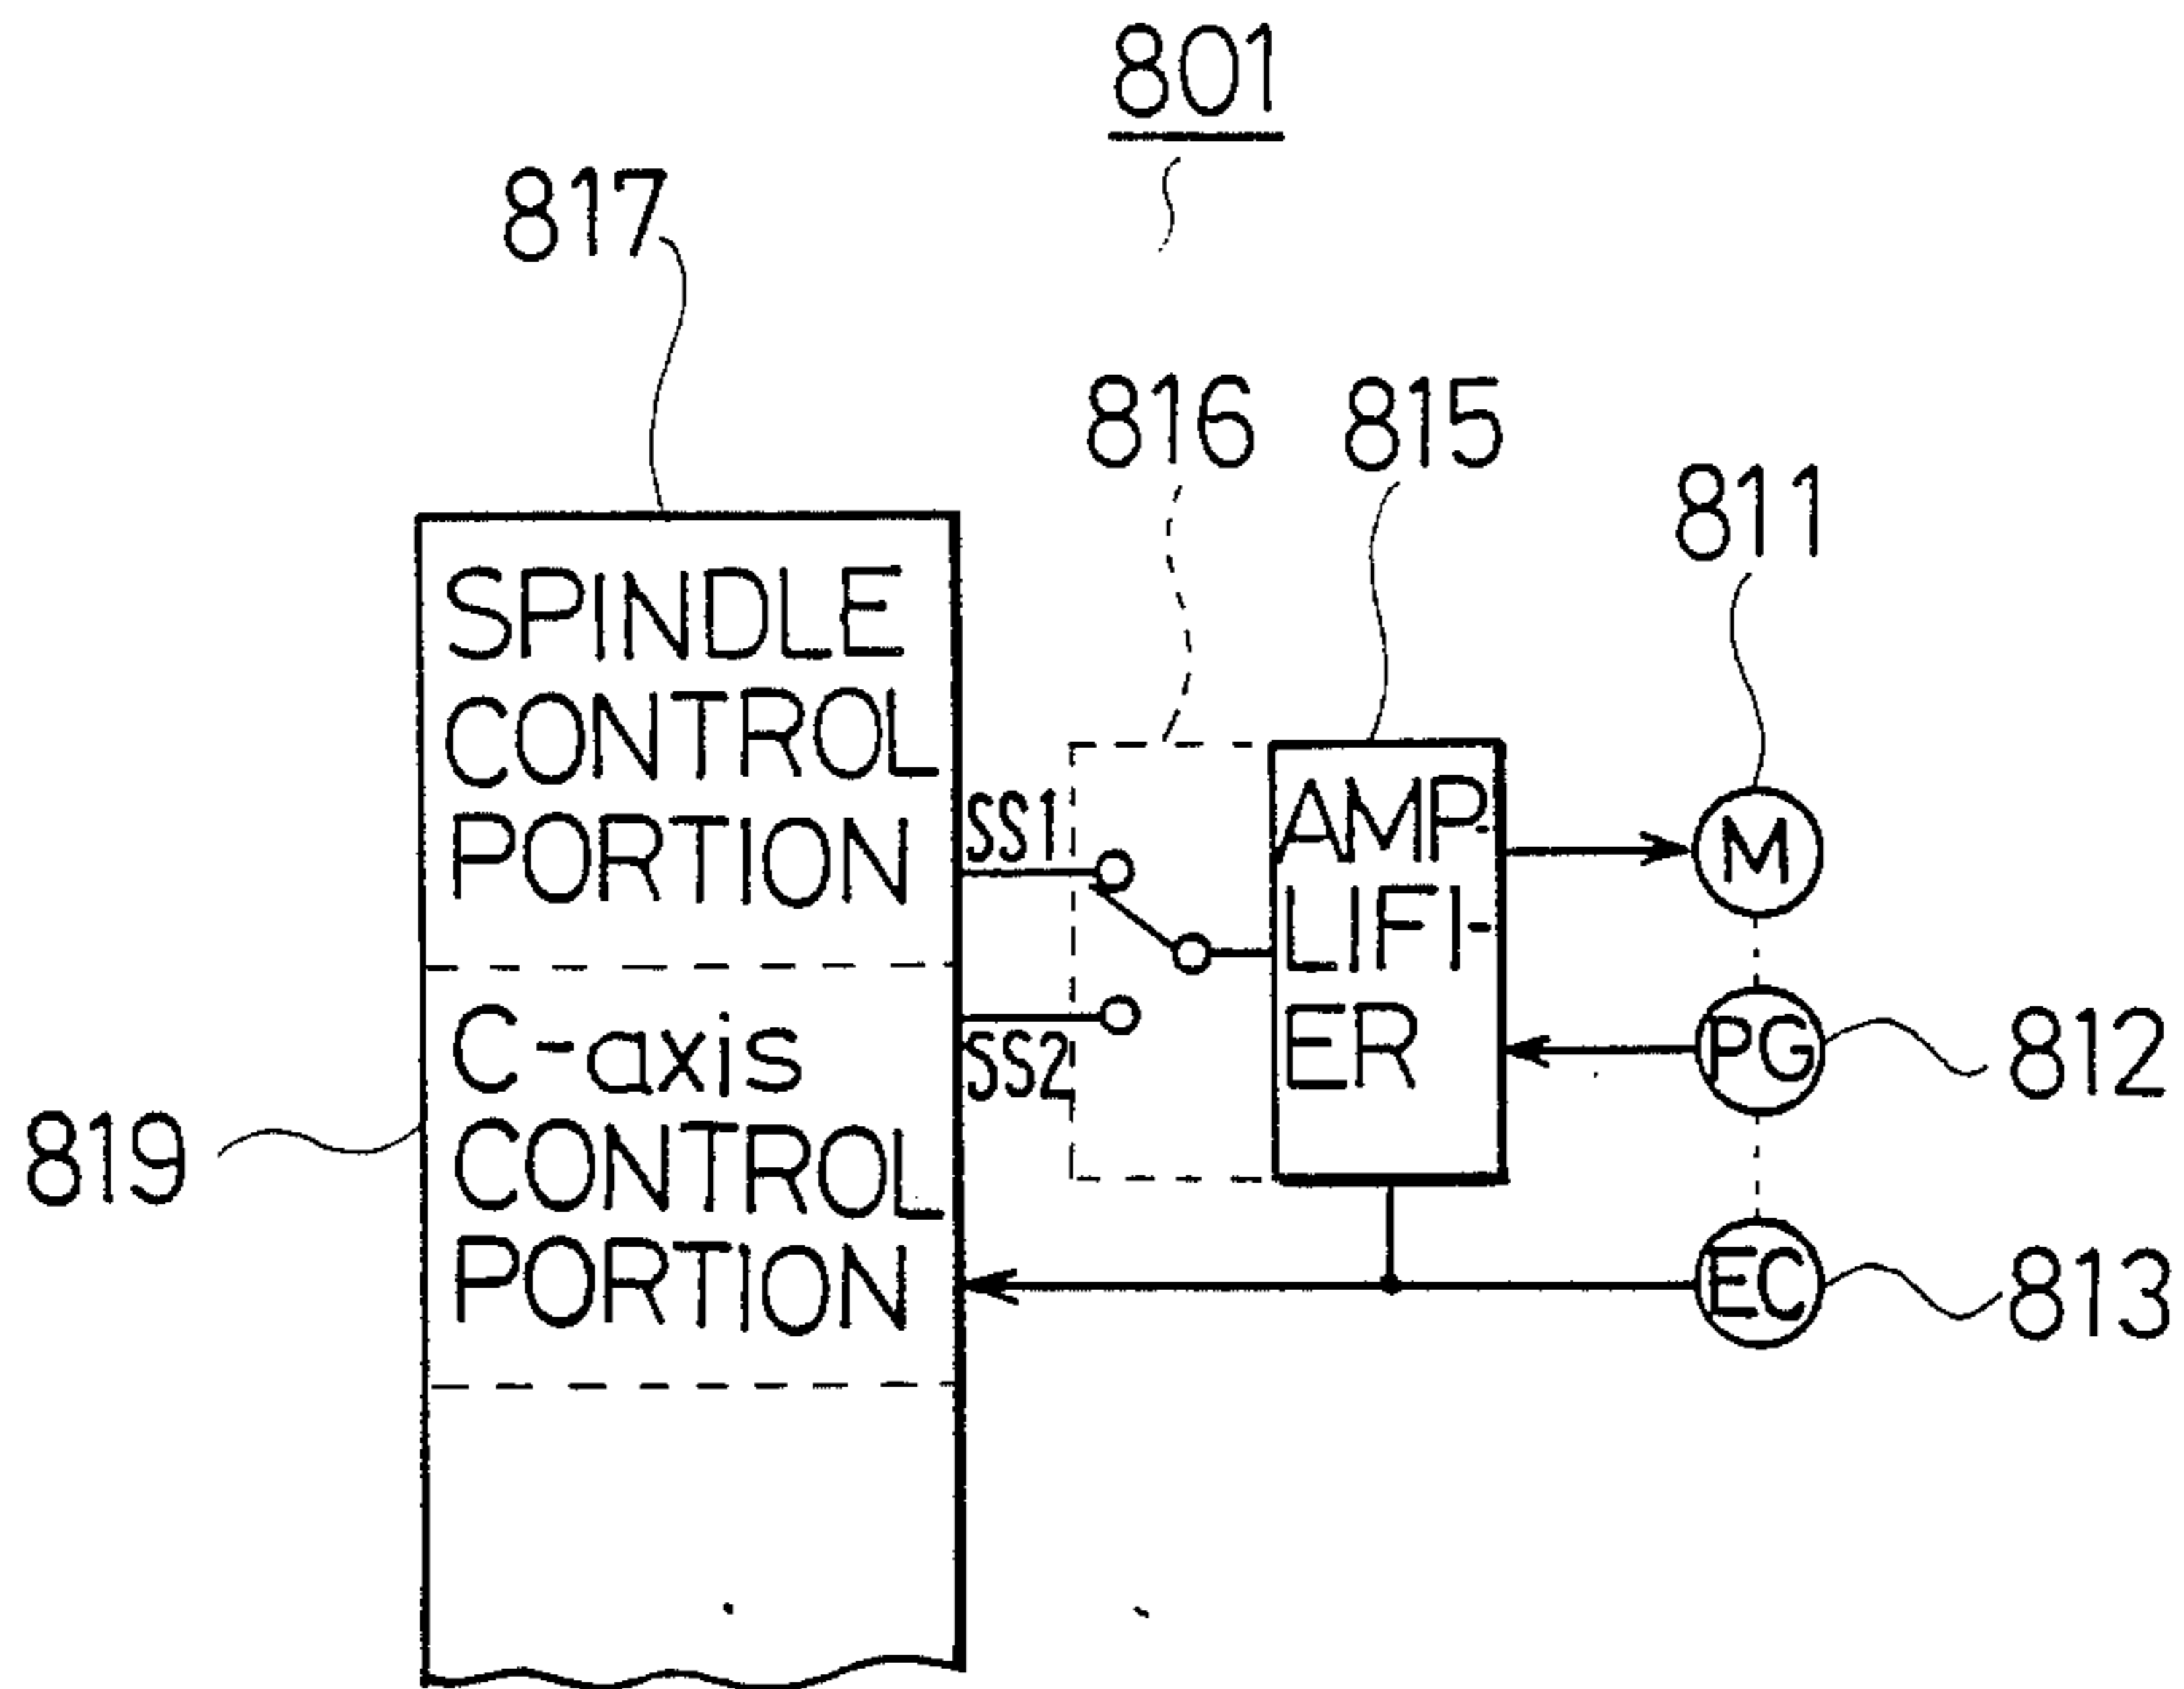 801
817
816
815
811
SPINDLE
CONTROL
PORTION
SS1
AMP-
LIFI-
ER
M
C-axis
CONTROL
PORTION
SS2
PG
812
819
EC
813